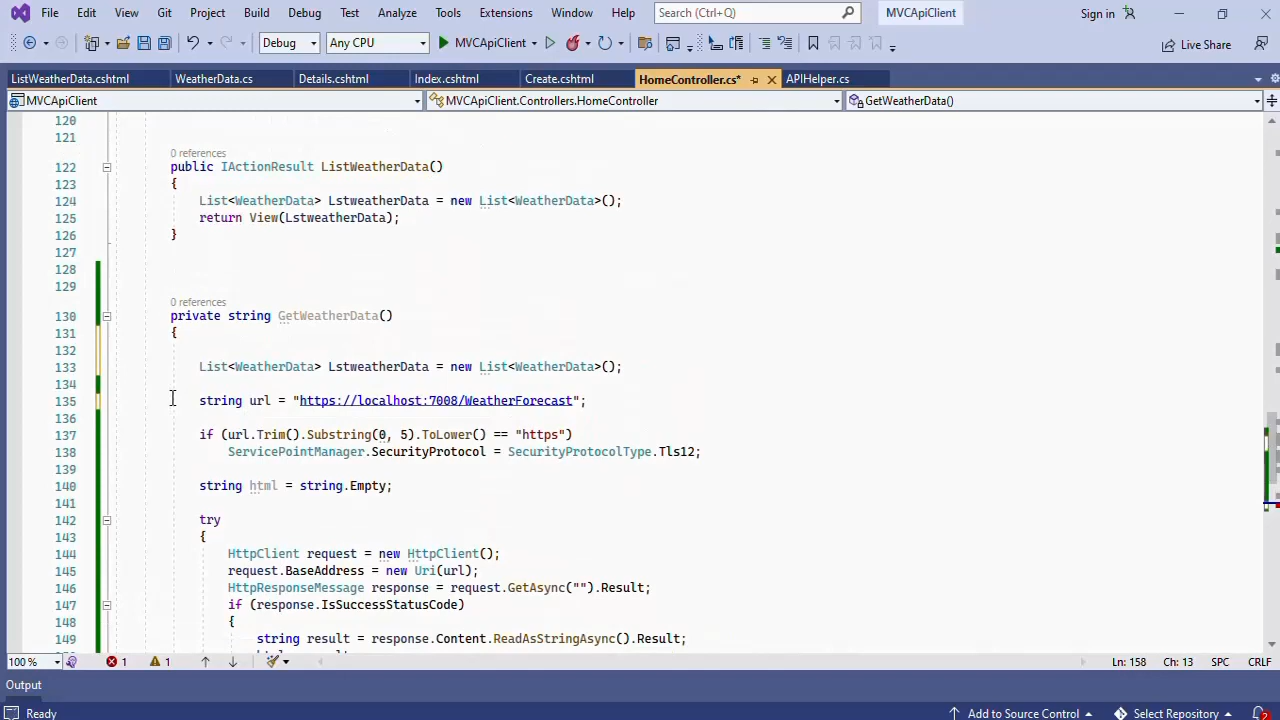 File Edit View Git Project Build Debug Test Analyze Tools Extensions Window Help Search (Ctrl+Q) MVCApiClient Sign in
Debug Any CPU MVCApiClient Live Share
ListWeatherData.cshtml WeatherData.cs Details.cshtml Index.cshtml Create.cshtml HomeController.cs* APIHelper.cs
MVCApiClient MVCApiClient.Controllers.HomeController GetWeatherData()
120
121
0 references
122 public IActionResult ListWeatherData()
123 {
124 List<WeatherData> LstweatherData = new List<WeatherData>();
125 return View(LstweatherData);
126 }
127
128
129
0 references
130 private string GetWeatherData()
131 {
132
133 List<WeatherData> LstweatherData = new List<WeatherData>();
134
135 string url = "https://localhost:7008/WeatherForecast";
136
137 if (url.Trim().Substring(0, 5).ToLower() == "https")
138 ServicePointManager.SecurityProtocol = SecurityProtocolType.Tls12;
139
140 string html = string.Empty;
141
142 try
143 {
144 HttpClient request = new HttpClient();
145 request.BaseAddress = new Uri(url);
146 HttpResponseMessage response = request.GetAsync("").Result;
147 if (response.IsSuccessStatusCode)
148 {
149 string result = response.Content.ReadAsStringAsync().Result;
100 % 1 1 Ln: 158 Ch: 13 SPC CRLF
Output
Ready Add to Source Control Select Repository 2